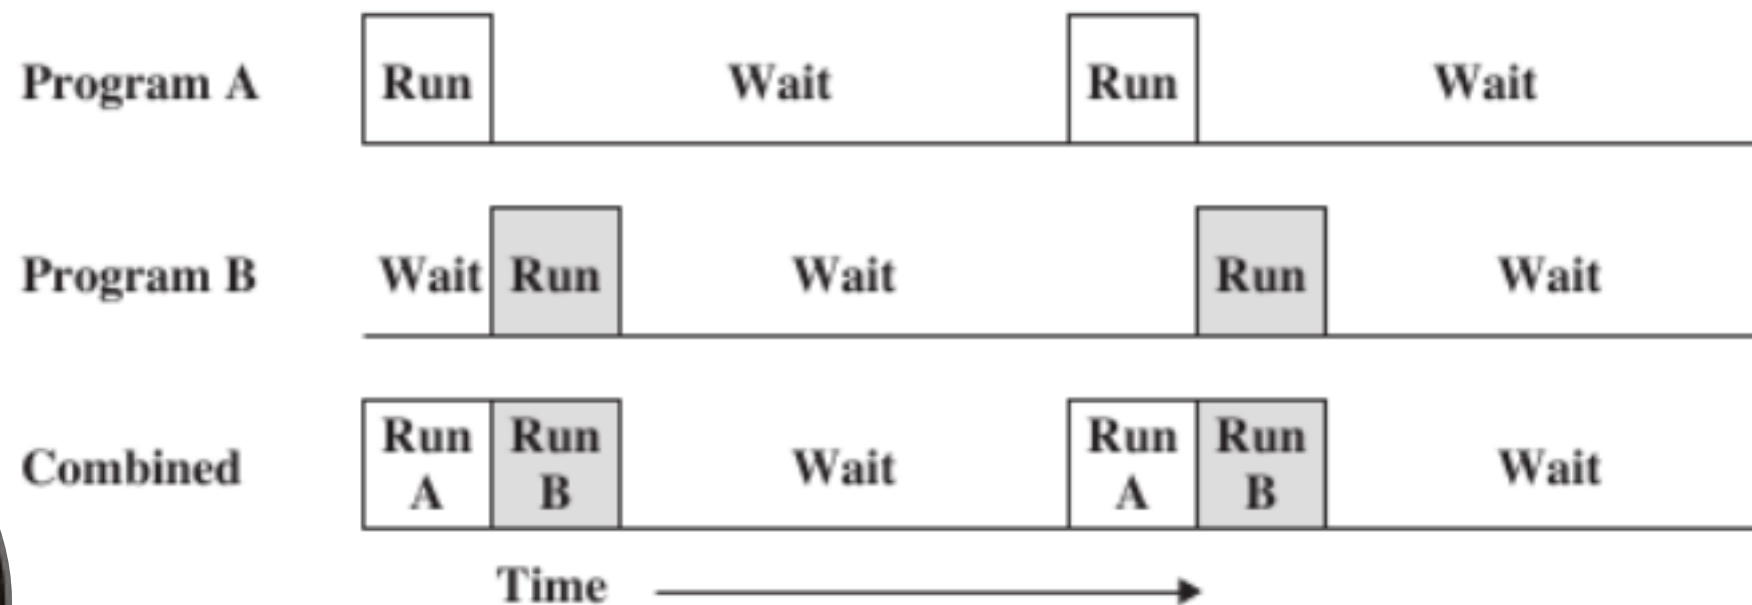 Program A Run Wait Run Wait
Program B Wait Run Wait Run Wait
Combined Run A Run B Wait Run A Run B Wait
Time